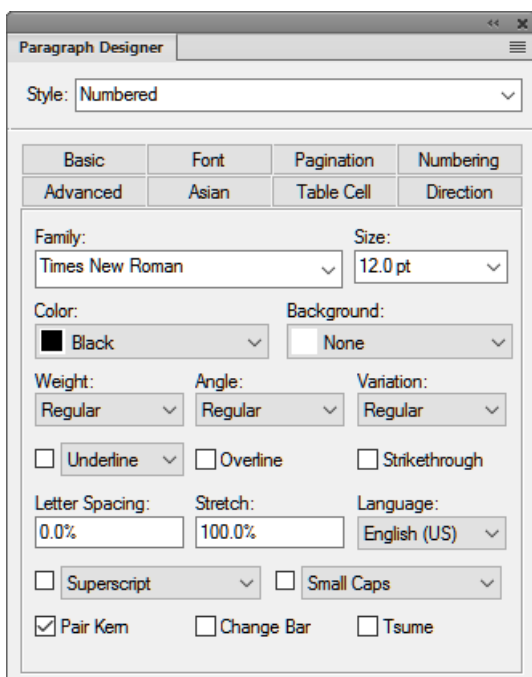 Paragraph Designer
Style: Numbered
Basic Font Pagination Numbering
Advanced Asian Table Cell Direction
Family: Size:
Times New Roman 12.0 pt
Color: Background:
Black None
Weight: Angle: Variation:
Regular Regular Regular
Underline Overline Strikethrough
Letter Spacing: Stretch: Language:
0.0% 100.0% English (US)
Superscript Small Caps
Pair Kern Change Bar Tsume